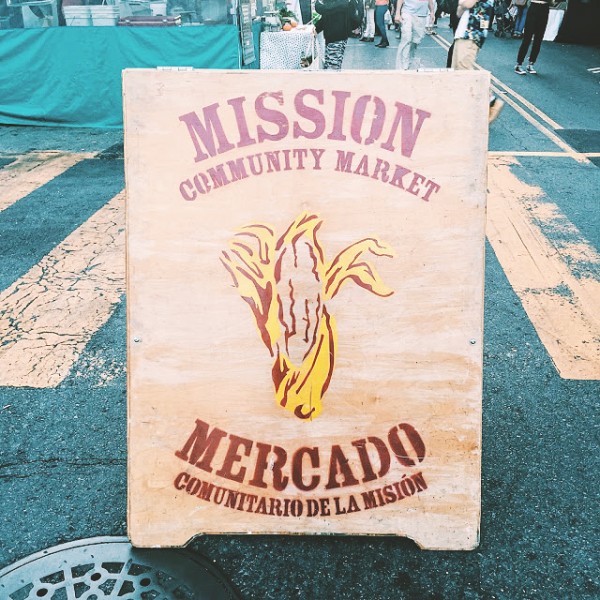 MISSION
COMMUNITY MARKET
MERCADO
COMUNITARIO DE LA MISIÓN